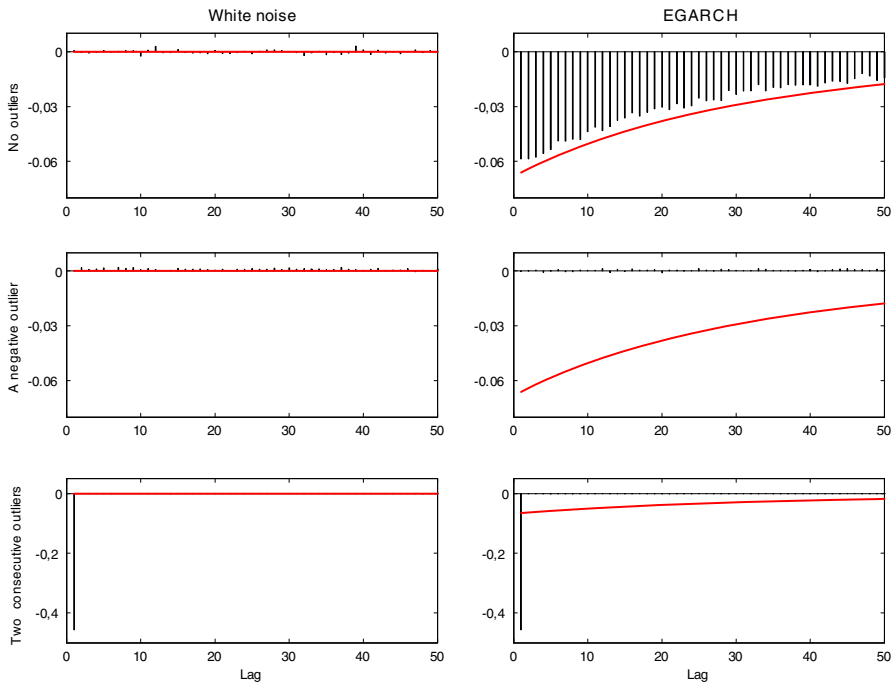 White noise EGARCH
No outliers
0
-0,03
-0.06
0 10 20 30 40 50
0
-0,03
-0.06
0 10 20 30 40 50
A negative outlier
0
-0,03
-0.06
0 10 20 30 40 50
0
-0,03
-0.06
0 10 20 30 40 50
Two consecutive outliers
0
-0,2
-0,4
0 10 20 30 40 50
Lag
0
-0,2
-0,4
0 10 20 30 40 50
Lag